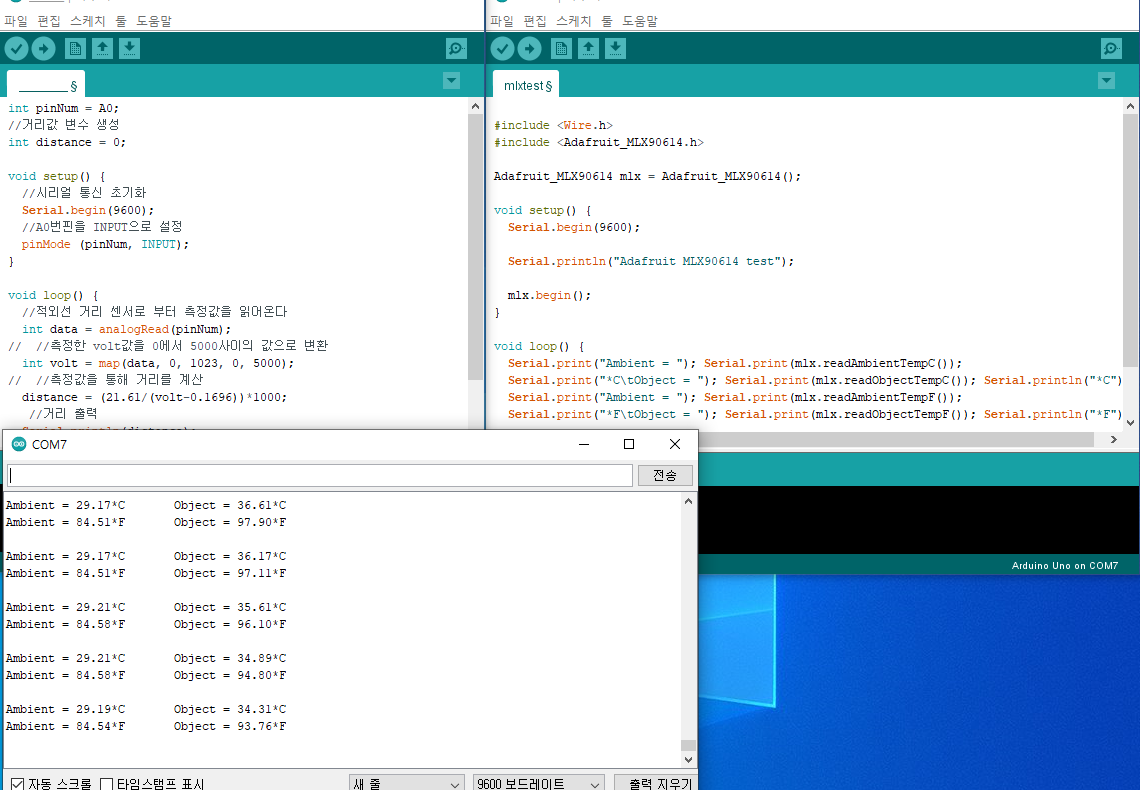 파일 편집 스케치 툴 도움말
§
int pinNum = A0;
//거리값 변수 생성
int distance = 0;
void setup() {
//시리얼 통신 초기화
Serial.begin(9600);
//A0번핀을 INPUT으로 설정
pinMode (pinNum, INPUT);
}
void loop() {
//적외선 거리 센서로 부터 측정값을 읽어온다
int data = analogRead(pinNum);
// //측정한 volt값을 0에서 5000사이의 값으로 변환
int volt = map(data, 0, 1023, 0, 5000);
// //측정값을 통해 거리를 계산
distance = (21.61/(volt-0.1696))*1000;
//거리 출력
Serial.println(distance);
파일 편집 스케치 툴 도움말
mlxtest §
#include <Wire.h>
#include <Adafruit_MLX90614.h>
Adafruit_MLX90614 mlx = Adafruit_MLX90614();
void setup() {
Serial.begin(9600);
Serial.println("Adafruit MLX90614 test");
mlx.begin();
}
void loop() {
Serial.print("Ambient = "); Serial.print(mlx.readAmbientTempC());
Serial.print("*C\tObject = "); Serial.print(mlx.readObjectTempC()); Serial.println("*C")
Serial.print("Ambient = "); Serial.print(mlx.readAmbientTempF());
Serial.print("*F\tObject = "); Serial.print(mlx.readObjectTempF()); Serial.println("*F")
Arduino Uno on COM7
COM7
전송
Ambient = 29.17*C Object = 36.61*C
Ambient = 84.51*F Object = 97.90*F
Ambient = 29.17*C Object = 36.17*C
Ambient = 84.51*F Object = 97.11*F
Ambient = 29.21*C Object = 35.61*C
Ambient = 84.58*F Object = 96.10*F
Ambient = 29.21*C Object = 34.89*C
Ambient = 84.58*F Object = 94.80*F
Ambient = 29.19*C Object = 34.31*C
Ambient = 84.54*F Object = 93.76*F
자동 스크롤 타임스탬프 표시 새 줄 9600 보드레이트 출력 지우기